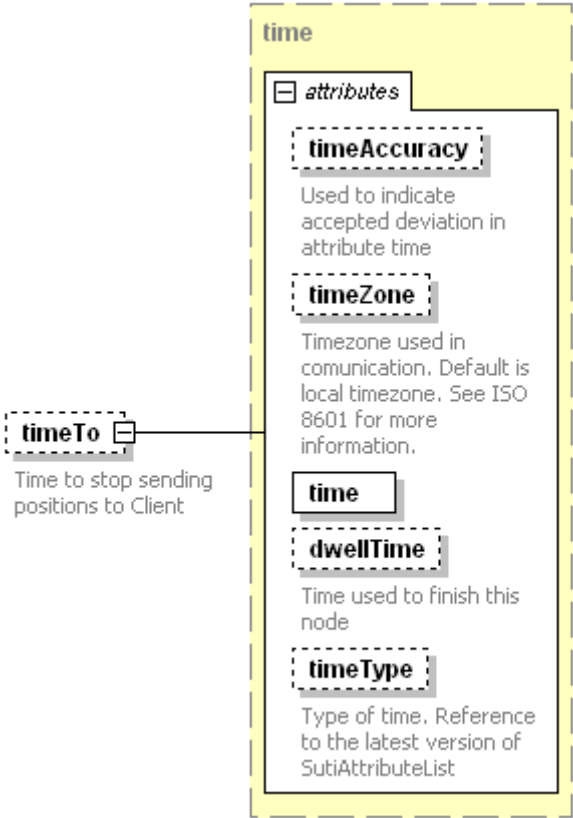 time
attributes
timeAccuracy
Used to indicate
accepted deviation in
attribute time
timeZone
Timezone used in
comunication. Default is
local timezone. See ISO
8601 for more
information.
timeTo
Time to stop sending
positions to Client
time
dwellTime
Time used to finish this
node
timeType
Type of time. Reference
to the latest version of
SutiAttributeList